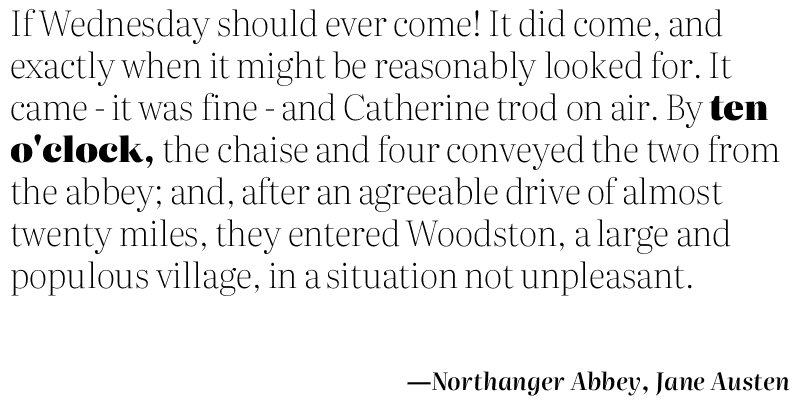 If Wednesday should ever come! It did come, and
exactly when it might be reasonably looked for. It
came - it was fine - and Catherine trod on air. By ten
o'clock, the chaise and four conveyed the two from
the abbey; and, after an agreeable drive of almost
twenty miles, they entered Woodston, a large and
populous village, in a situation not unpleasant.
—Northanger Abbey, Jane Austen